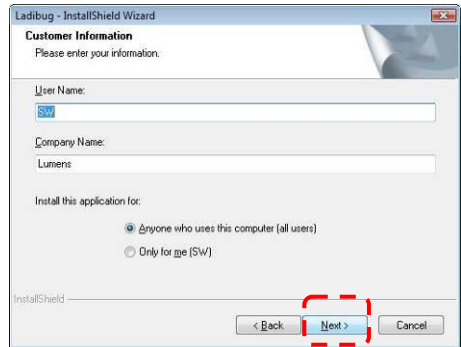 Ladibug - InstallShield Wizard
Customer Information
Please enter your information.
User Name:
SW
Company Name:
Lumens
Install this application for:
Anyone who uses this computer (all users)
Only for me (SW)
InstallShield
< Back Next > Cancel